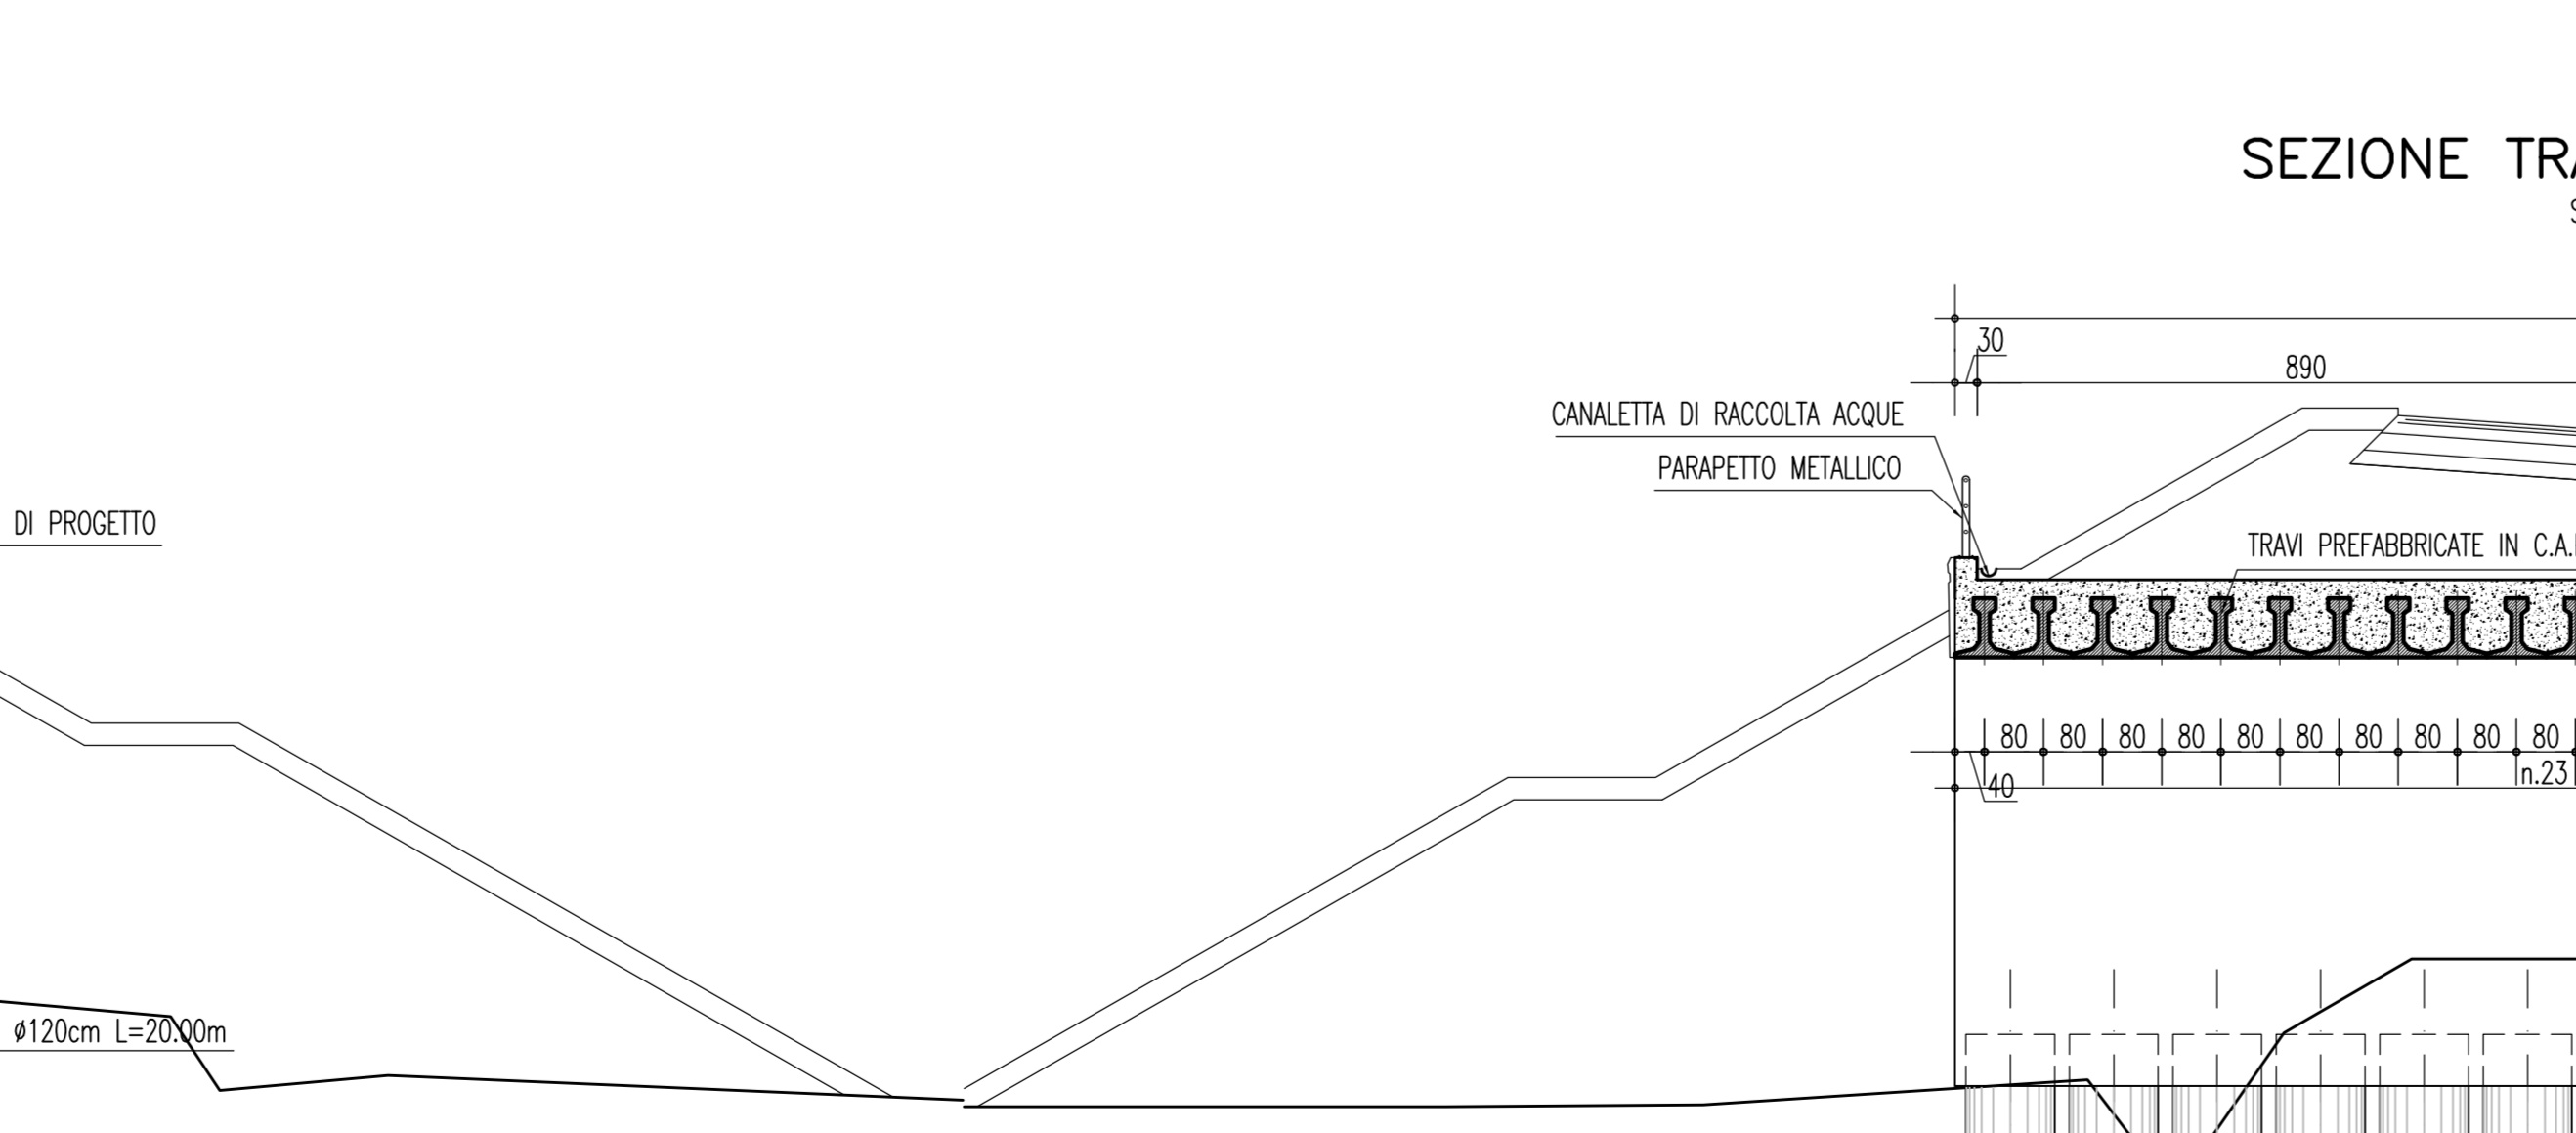 SEZIONE
30
890
CANALETTA DI RACCOLTA ACQUE
PARAPETTO METALLICO
DI PROGETTO
TRAVI PREFABBRICATE IN C.A.
80 80 80 80 80 80 80 80 80 80
n.23
40
ø120cm L=20.00m